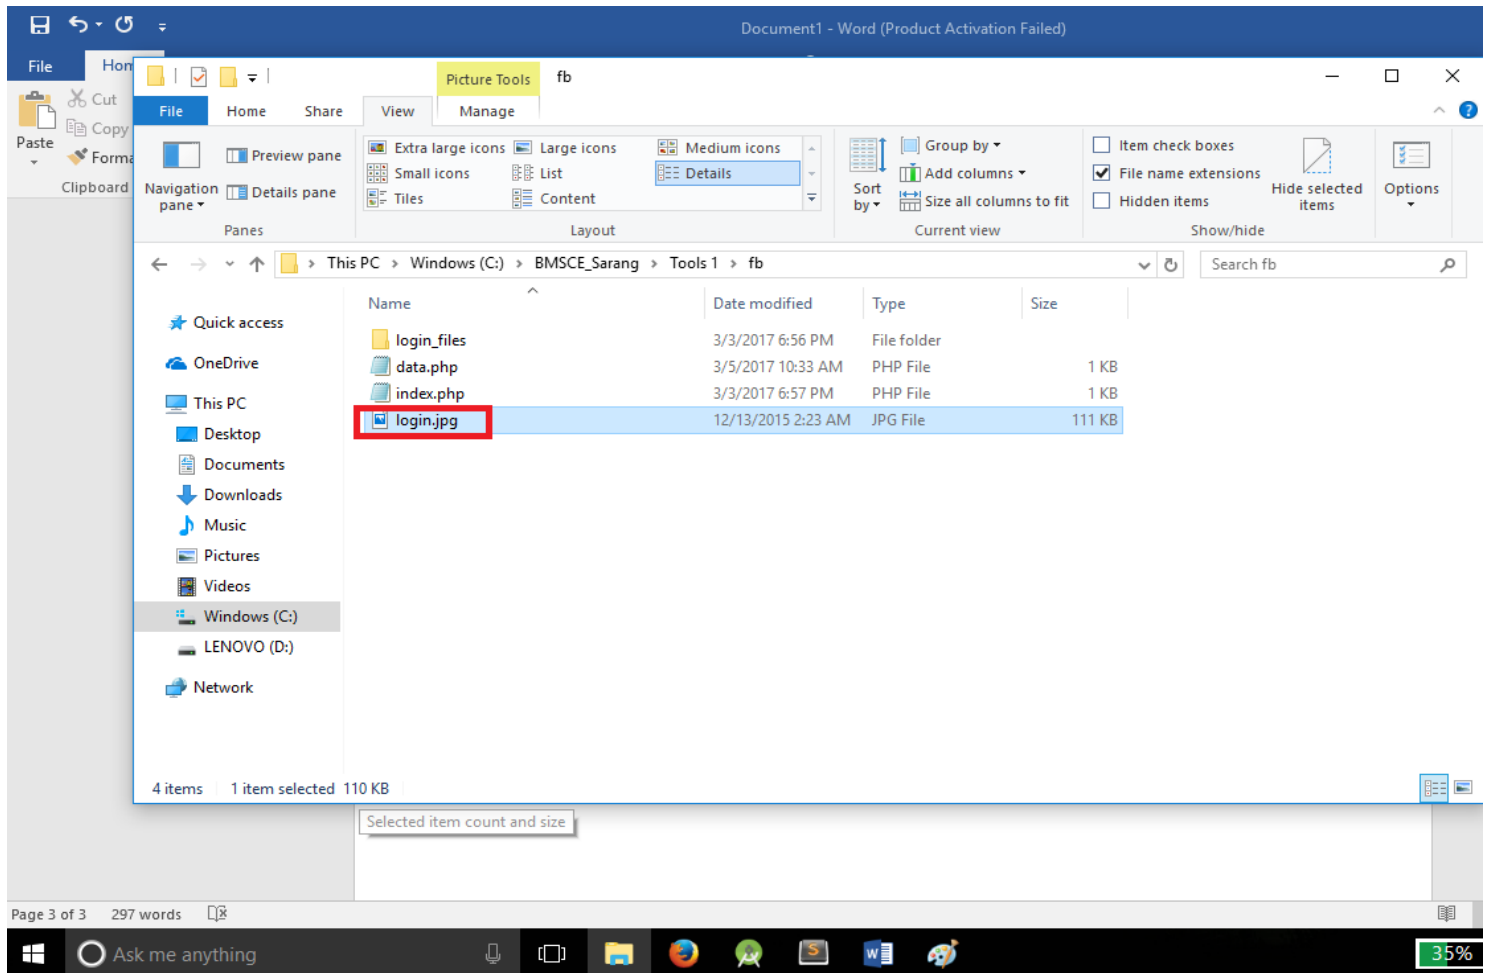 Document1 - Word (Product Activation Failed)
File
Hom
Cut
Copy
Forma
Paste
Clipboard
Picture Tools
fb
File Home Share View Manage
Navigation pane
Preview pane
Details pane
Panes
Extra large icons Large icons Medium icons
Small icons List Details
Tiles Content
Layout
Sort by
Group by
Add columns
Size all columns to fit
Current view
Item check boxes
File name extensions
Hidden items
Hide selected items
Show/hide
Options
This PC > Windows (C:) > BMSCE_Sarang > Tools 1 > fb
Search fb
Name Date modified Type Size
login_files 3/3/2017 6:56 PM File folder
data.php 3/5/2017 10:33 AM PHP File 1 KB
index.php 3/3/2017 6:57 PM PHP File 1 KB
login.jpg 12/13/2015 2:23 AM JPG File 111 KB
Quick access
OneDrive
This PC
Desktop
Documents
Downloads
Music
Pictures
Videos
Windows (C:)
LENOVO (D:)
Network
4 items 1 item selected 110 KB
Selected item count and size
Page 3 of 3 297 words
Ask me anything
35%